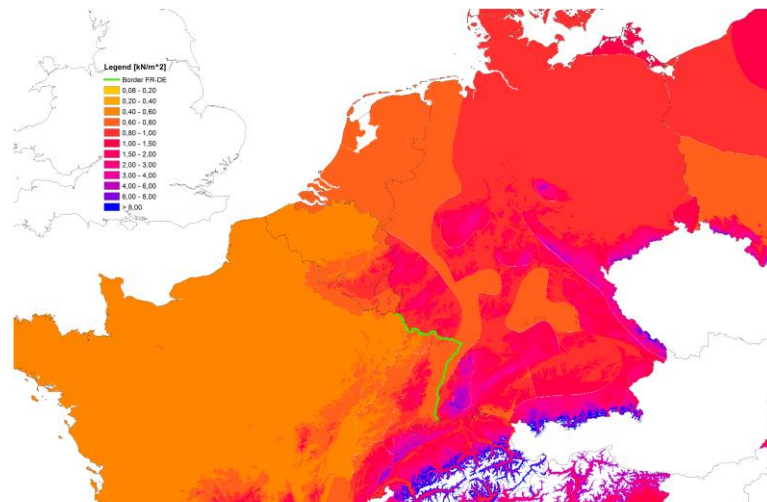 Legend [kN/m^2]
Border FR-DE
0,08 - 0,20
0,20 - 0,40
0,40 - 0,60
0,60 - 0,80
0,80 - 1,00
1,00 - 1,50
1,50 - 2,00
2,00 - 3,00
3,00 - 4,00
4,00 - 6,00
6,00 - 8,00
> 8,00